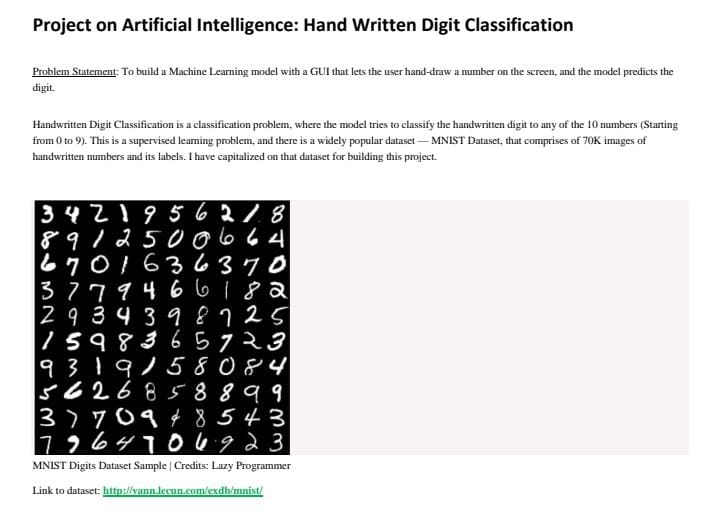 Project on Artificial Intelligence: Hand Written Digit Classification
Problem Statement: To build a Machine Learning model with a GUI that lets the user hand-draw a number on the screen, and the model predicts the
digit.
Handwritten Digit Classification is a classification problem, where the model tries to classify the handwritten digit to any of the 10 numbers (Starting
from 0 to 9). This is a supervised learning problem, and there is a widely popular dataset — MNIST Dataset, that comprises of 70K images of
handwritten numbers and its labels. I have capitalized on that dataset for building this project.
3 4 2 1 9 5 6 2 1 8
8 9 1 2 5 0 0 6 6 4
6 7 0 1 6 3 6 3 7 0
3 7 7 9 4 6 6 1 8 2
2 9 3 4 3 9 8 7 2 5
1 5 9 8 3 6 5 7 2 3
9 3 1 9 1 5 8 0 8 4
5 6 2 6 8 5 8 8 9 9
3 7 7 0 9 4 8 5 4 3
7 9 6 4 7 0 6 9 2 3
MNIST Digits Dataset Sample | Credits: Lazy Programmer
Link to dataset: http://yann.lecun.com/exdb/mnist/